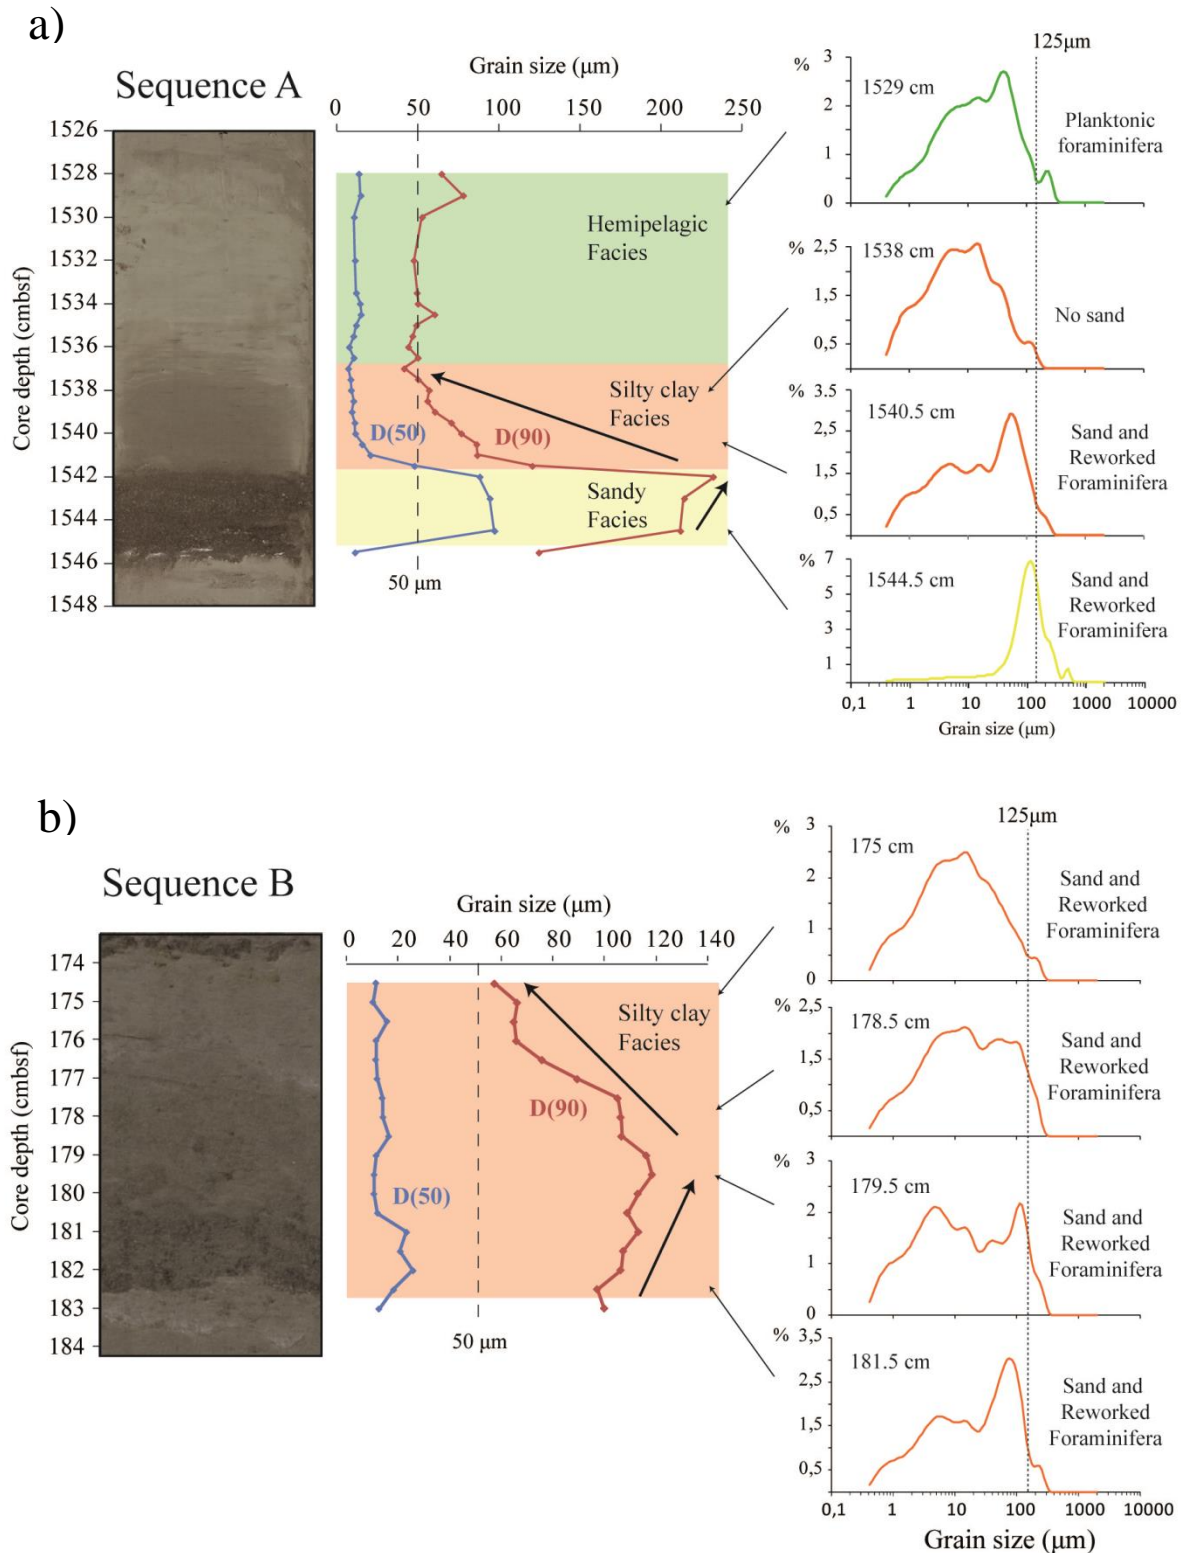 a)
Sequence A
Grain size (μm)
0 50 100 150 200 250
Core depth (cmbsf)
1526
1528
1530
1532
1534
1536
1538
1540
1542
1544
1546
1548
Hemipelagic
Facies
Silty clay
Facies
D(50)
D(90)
Sandy
Facies
50 μm
125μm
%
3
2
1
0
1529 cm
Planktonic
foraminifera
%
2,5
1,5
0,5
1538 cm
No sand
%
3.5
2,5
1,5
0,5
1540.5 cm
Sand and
Reworked
Foraminifera
%
7
5
3
1
1544.5 cm
Sand and
Reworked
Foraminifera
0,1 1 10 100 1000 10000
Grain size (μm)
b)
Sequence B
Grain size (μm)
0 20 40 60 80 100 120 140
Core depth (cmbsf)
174
175
176
177
178
179
180
181
182
183
184
Silty clay
Facies
D(90)
D(50)
50 μm
125μm
%
3
2
1
0
175 cm
Sand and
Reworked
Foraminifera
%
2,5
1,5
0,5
178.5 cm
Sand and
Reworked
Foraminifera
%
3
2
1
0
179.5 cm
Sand and
Reworked
Foraminifera
%
3,5
2,5
1,5
0,5
181.5 cm
Sand and
Reworked
Foraminifera
0,1 1 10 100 1000 10000
Grain size (μm)